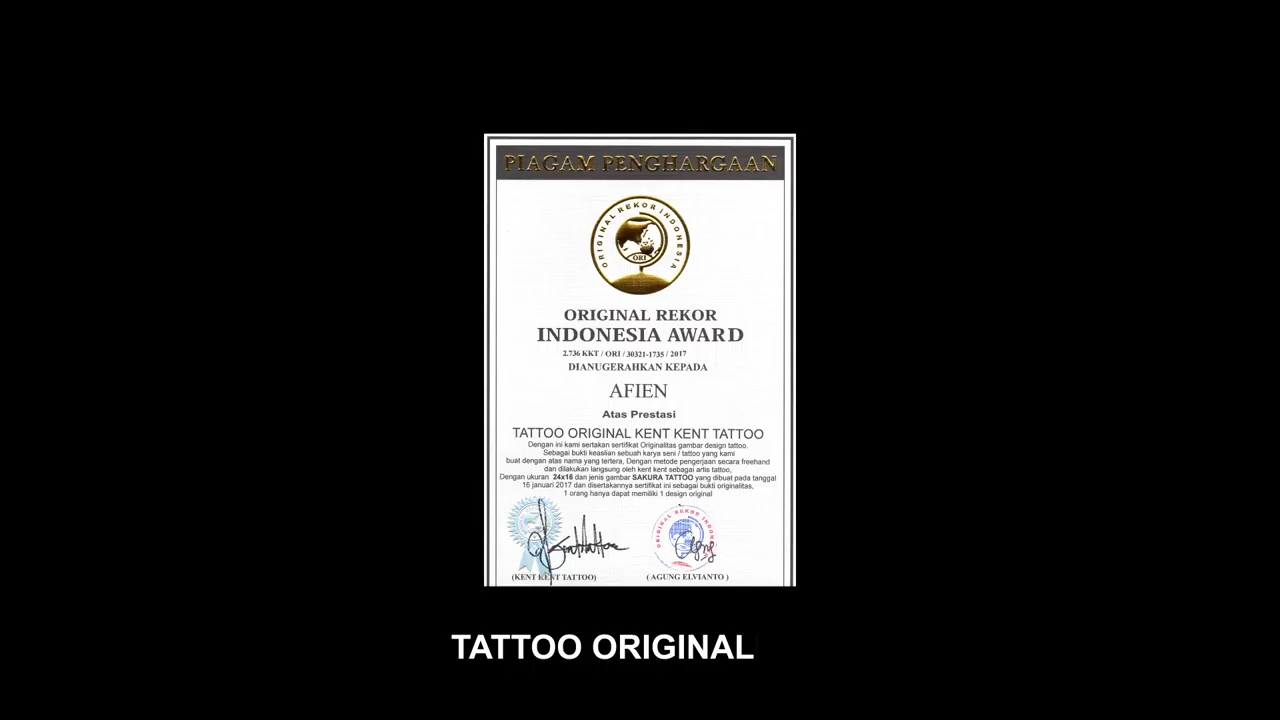 PIAGAM PENGHARGAAN
ORIGINAL REKOR INDONESIA
ORI
ORIGINAL REKOR
INDONESIA AWARD
2.736 KKT / ORI / 30321-1735 / 2017
DIANUGERAHKAN KEPADA
AFIEN
Atas Prestasi
TATTOO ORIGINAL KENT KENT TATTOO
Dengan ini kami sertakan sertifikat Originalitas gambar design tattoo.
Sebagai bukti keaslian sebuah karya seni / tattoo yang kami
buat dengan atas nama yang tertera, Dengan metode pengerjaan secara freehand
dan dilakukan langsung oleh kent kent sebagai artis tattoo,
Dengan ukuran 24x16 dan jenis gambar SAKURA TATTOO yang dibuat pada tanggal
16 januari 2017 dan disertakannya sertifikat ini sebagai bukti originalitas,
1 orang hanya dapat memiliki 1 design original
ORIGINAL REKOR INDON
(KENT KENT TATTOO)
( AGUNG ELVIANTO )
TATTOO ORIGINAL